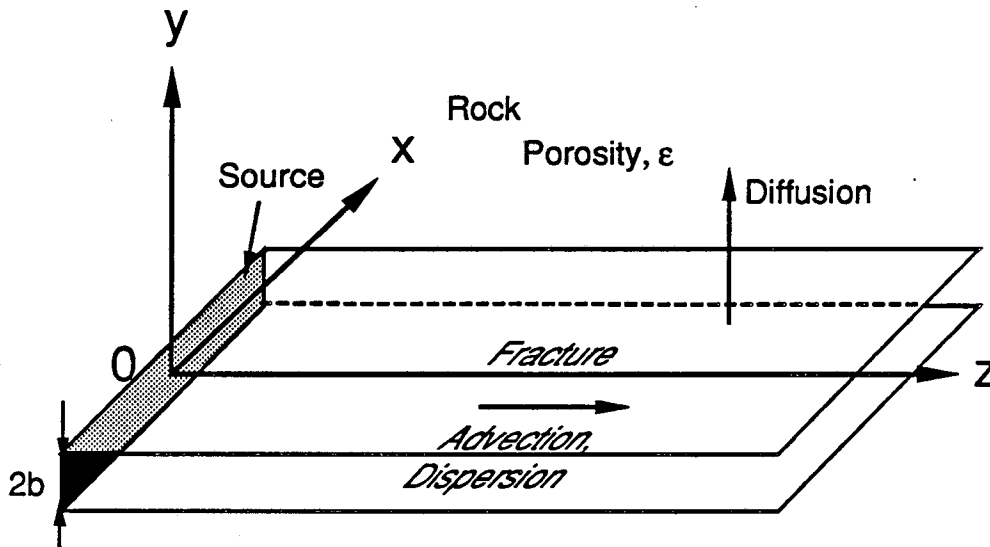 y
Rock
x
Porosity, ε
Source
Diffusion
0
Fracture
z
Advection,
Dispersion
2b